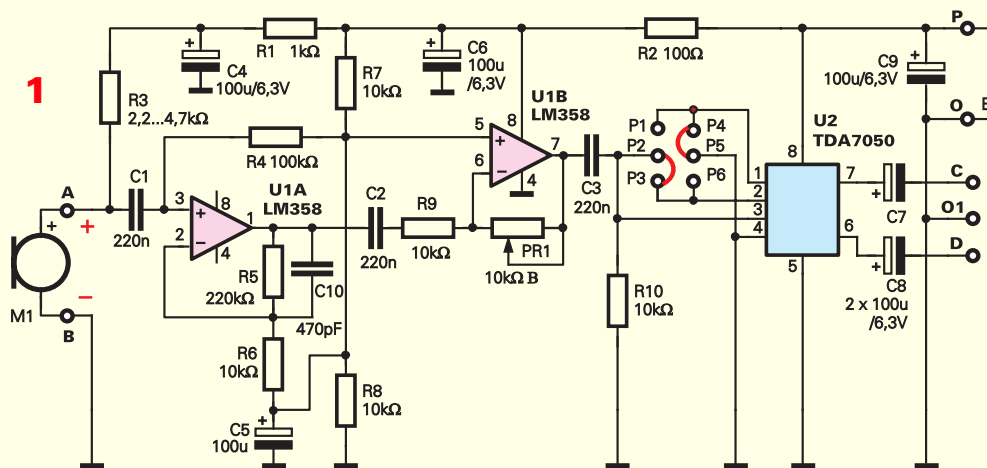 1
R3
2,2...4,7kΩ
+
C4
100u/6,3V
R1 1kΩ
R7
10kΩ
+
C6
100u
/6,3V
R2 100Ω
P
+
C9
100u/6,3V
O
E
R4 100kΩ
U1B
LM358
8
5
+
6
−
7
4
C3
220n
P1
P4
P2
P5
P3
P6
U2
TDA7050
8
1
2
3
4
7
6
5
+
C7
C
O1
D
+
C8
2 x 100u
/6,3V
A
+
C1
220n
U1A
LM358
3
+
8
1
2
−
4
+
M1
−
B
R5
220kΩ
C10
470pF
C2
220n
R9
10kΩ
PR1
10kΩ B
R10
10kΩ
R6
10kΩ
R8
10kΩ
+
C5
100u